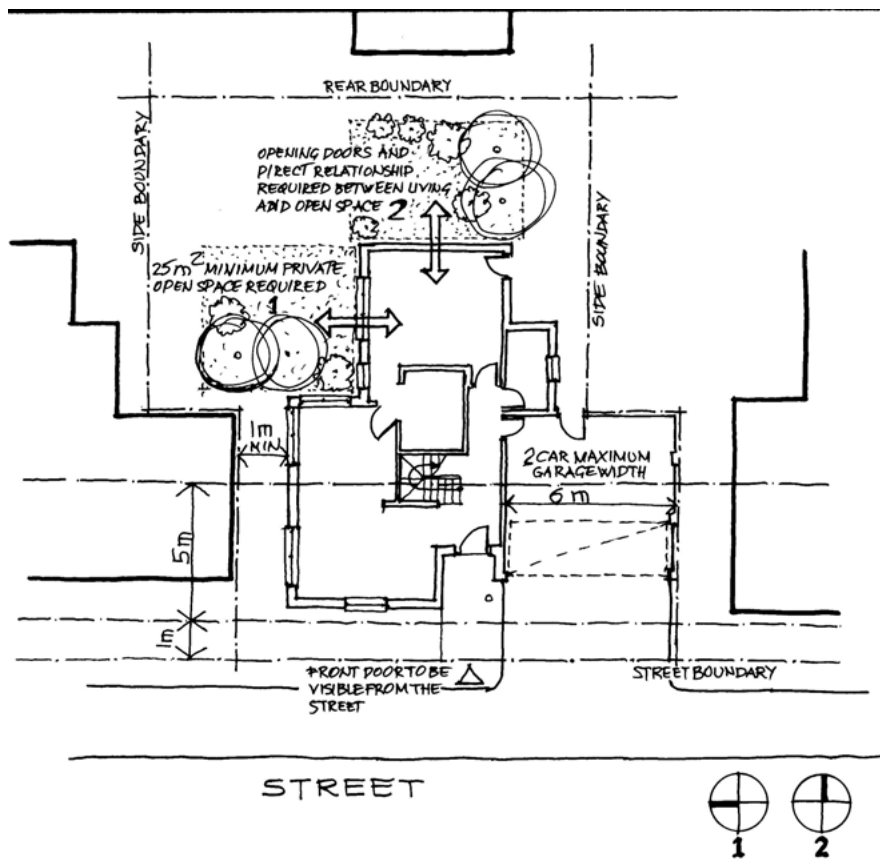 REAR BOUNDARY
SIDE BOUNDARY
OPENING DOORS AND
DIRECT RELATIONSHIP
REQUIRED BETWEEN LIVING
AND OPEN SPACE 2
SIDE BOUNDARY
25m² MINIMUM PRIVATE
OPEN SPACE REQUIRED
1
1m
MIN
2 CAR MAXIMUM
GARAGE WIDTH
6m
5m
1m
FRONT DOOR TO BE
VISIBLE FROM THE
STREET
STREET BOUNDARY
STREET
1
2